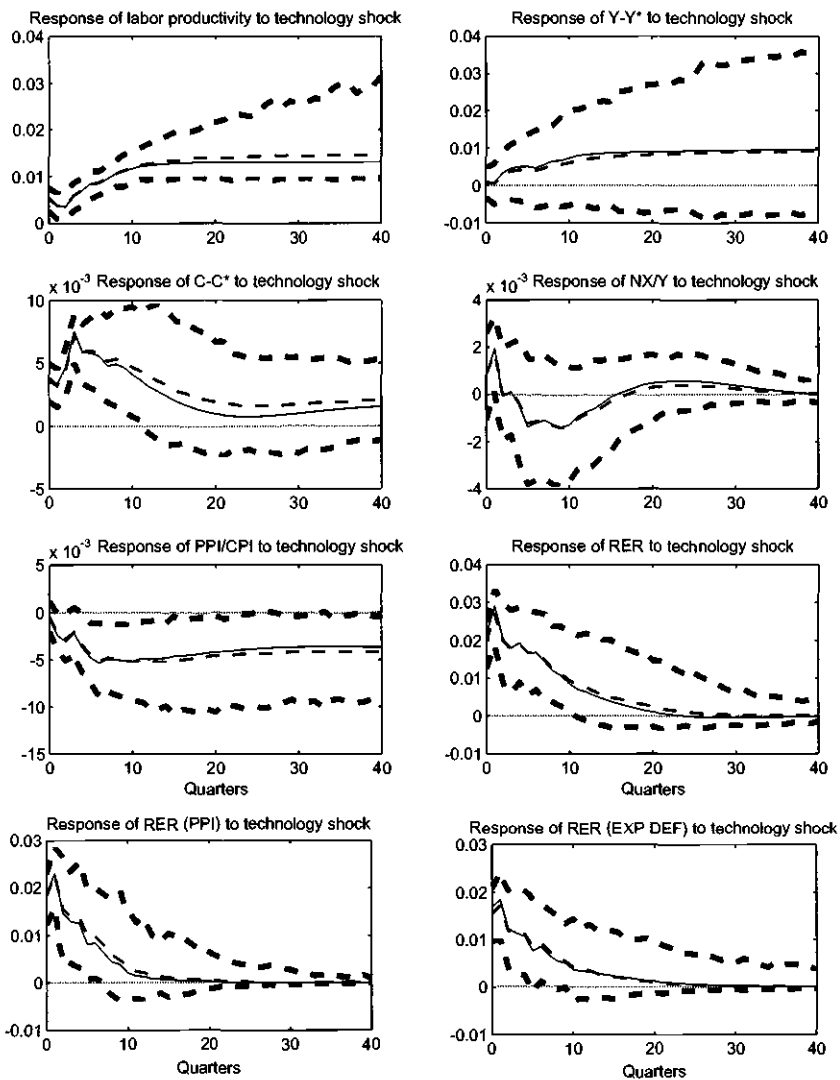 Response of labor productivity to technology shock
0.04
0.03
0.02
0.01
0
0 10 20 30 40
Response of Y-Y* to technology shock
0.04
0.03
0.02
0.01
0
-0.01
0 10 20 30 40
x 10⁻³ Response of C-C* to technology shock
10
5
0
-5
0 10 20 30 40
x 10⁻³ Response of NX/Y to technology shock
4
2
0
-2
-4
0 10 20 30 40
x 10⁻³ Response of PPI/CPI to technology shock
5
0
-5
-10
-15
0 10 20 30 40
Quarters
Response of RER to technology shock
0.04
0.03
0.02
0.01
0
-0.01
0 10 20 30 40
Quarters
Response of RER (PPI) to technology shock
0.03
0.02
0.01
0
-0.01
0 10 20 30 40
Quarters
Response of RER (EXP DEF) to technology shock
0.03
0.02
0.01
0
-0.01
0 10 20 30 40
Quarters